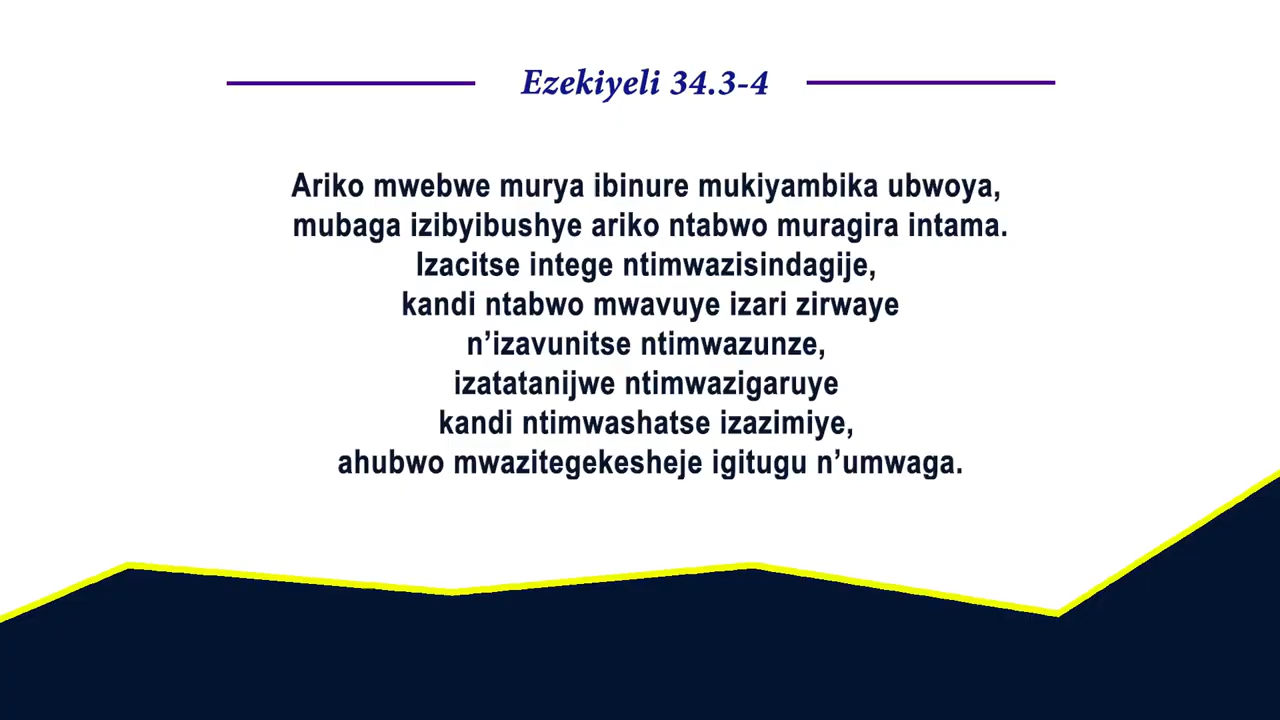 Ezekiyeli 34.3-4
Ariko mwebwe murya ibinure mukiyambika ubwoya,
mubaga izibyibushye ariko ntabwo muragira intama.
Izacitse intege ntimwazisindagije,
kandi ntabwo mwavuye izari zirwaye
n’izavunitse ntimwazunze,
izatatanijwe ntimwazigaruye
kandi ntimwashatse izazimiye,
ahubwo mwazitegekesheje igitugu n’umwaga.